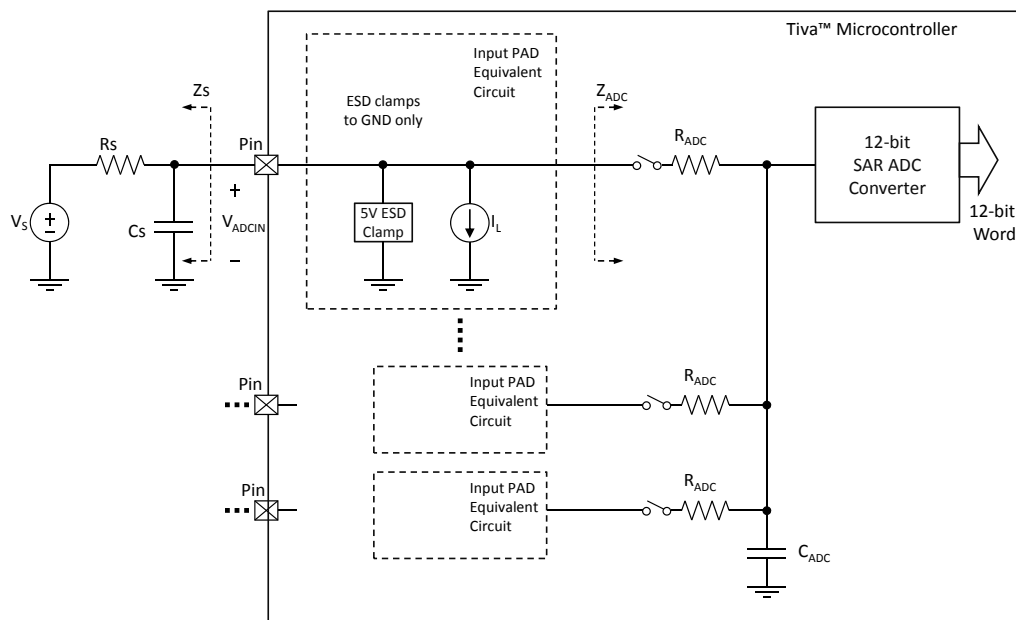 Tiva™ Microcontroller
Input PAD
Equivalent
Circuit
ESD clamps
to GND only
Zs
Z_ADC
Pin
Rs
R_ADC
12-bit
SAR ADC
Converter
+
V_S
+
Cs
V_ADCIN
5V ESD
Clamp
I_L
12-bit
Word
Pin
Input PAD
Equivalent
Circuit
R_ADC
Pin
Input PAD
Equivalent
Circuit
R_ADC
C_ADC